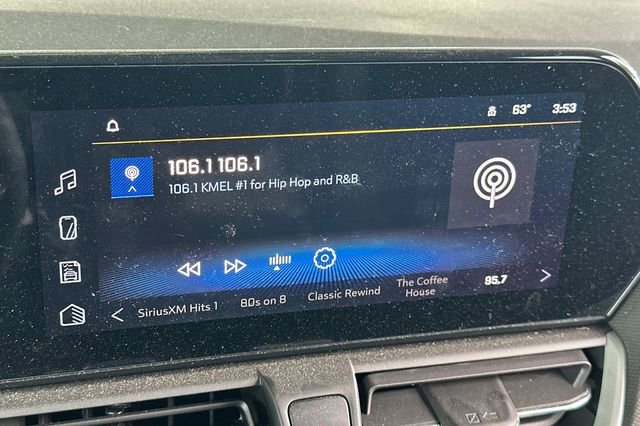 63° 3:53
106.1 106.1
106.1 KMEL #1 for Hip Hop and R&B
SiriusXM Hits 1
80s on 8
Classic Rewind
The Coffee
House
95.7